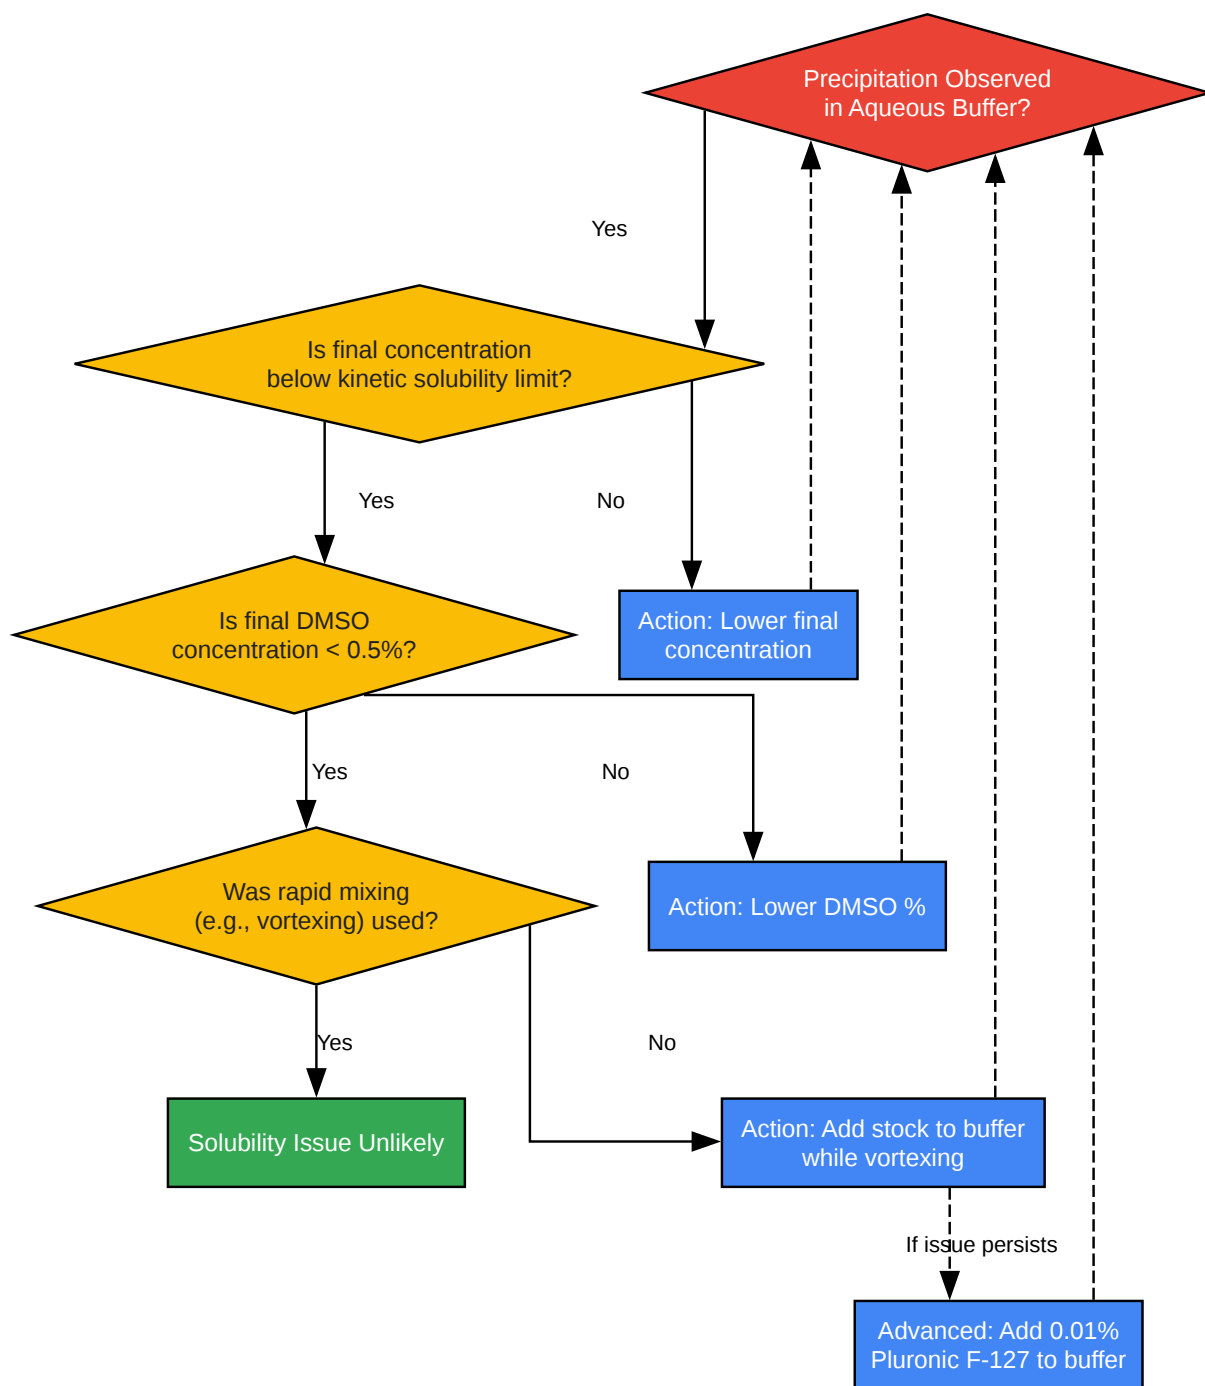 Precipitation Observed
in Aqueous Buffer?
Yes
Is final concentration
below kinetic solubility limit?
Yes
No
Is final DMSO
concentration < 0.5%?
Action: Lower final
concentration
Yes
No
Was rapid mixing
(e.g., vortexing) used?
Action: Lower DMSO %
Yes
No
Solubility Issue Unlikely
Action: Add stock to buffer
while vortexing
If issue persists
Advanced: Add 0.01%
Pluronic F-127 to buffer